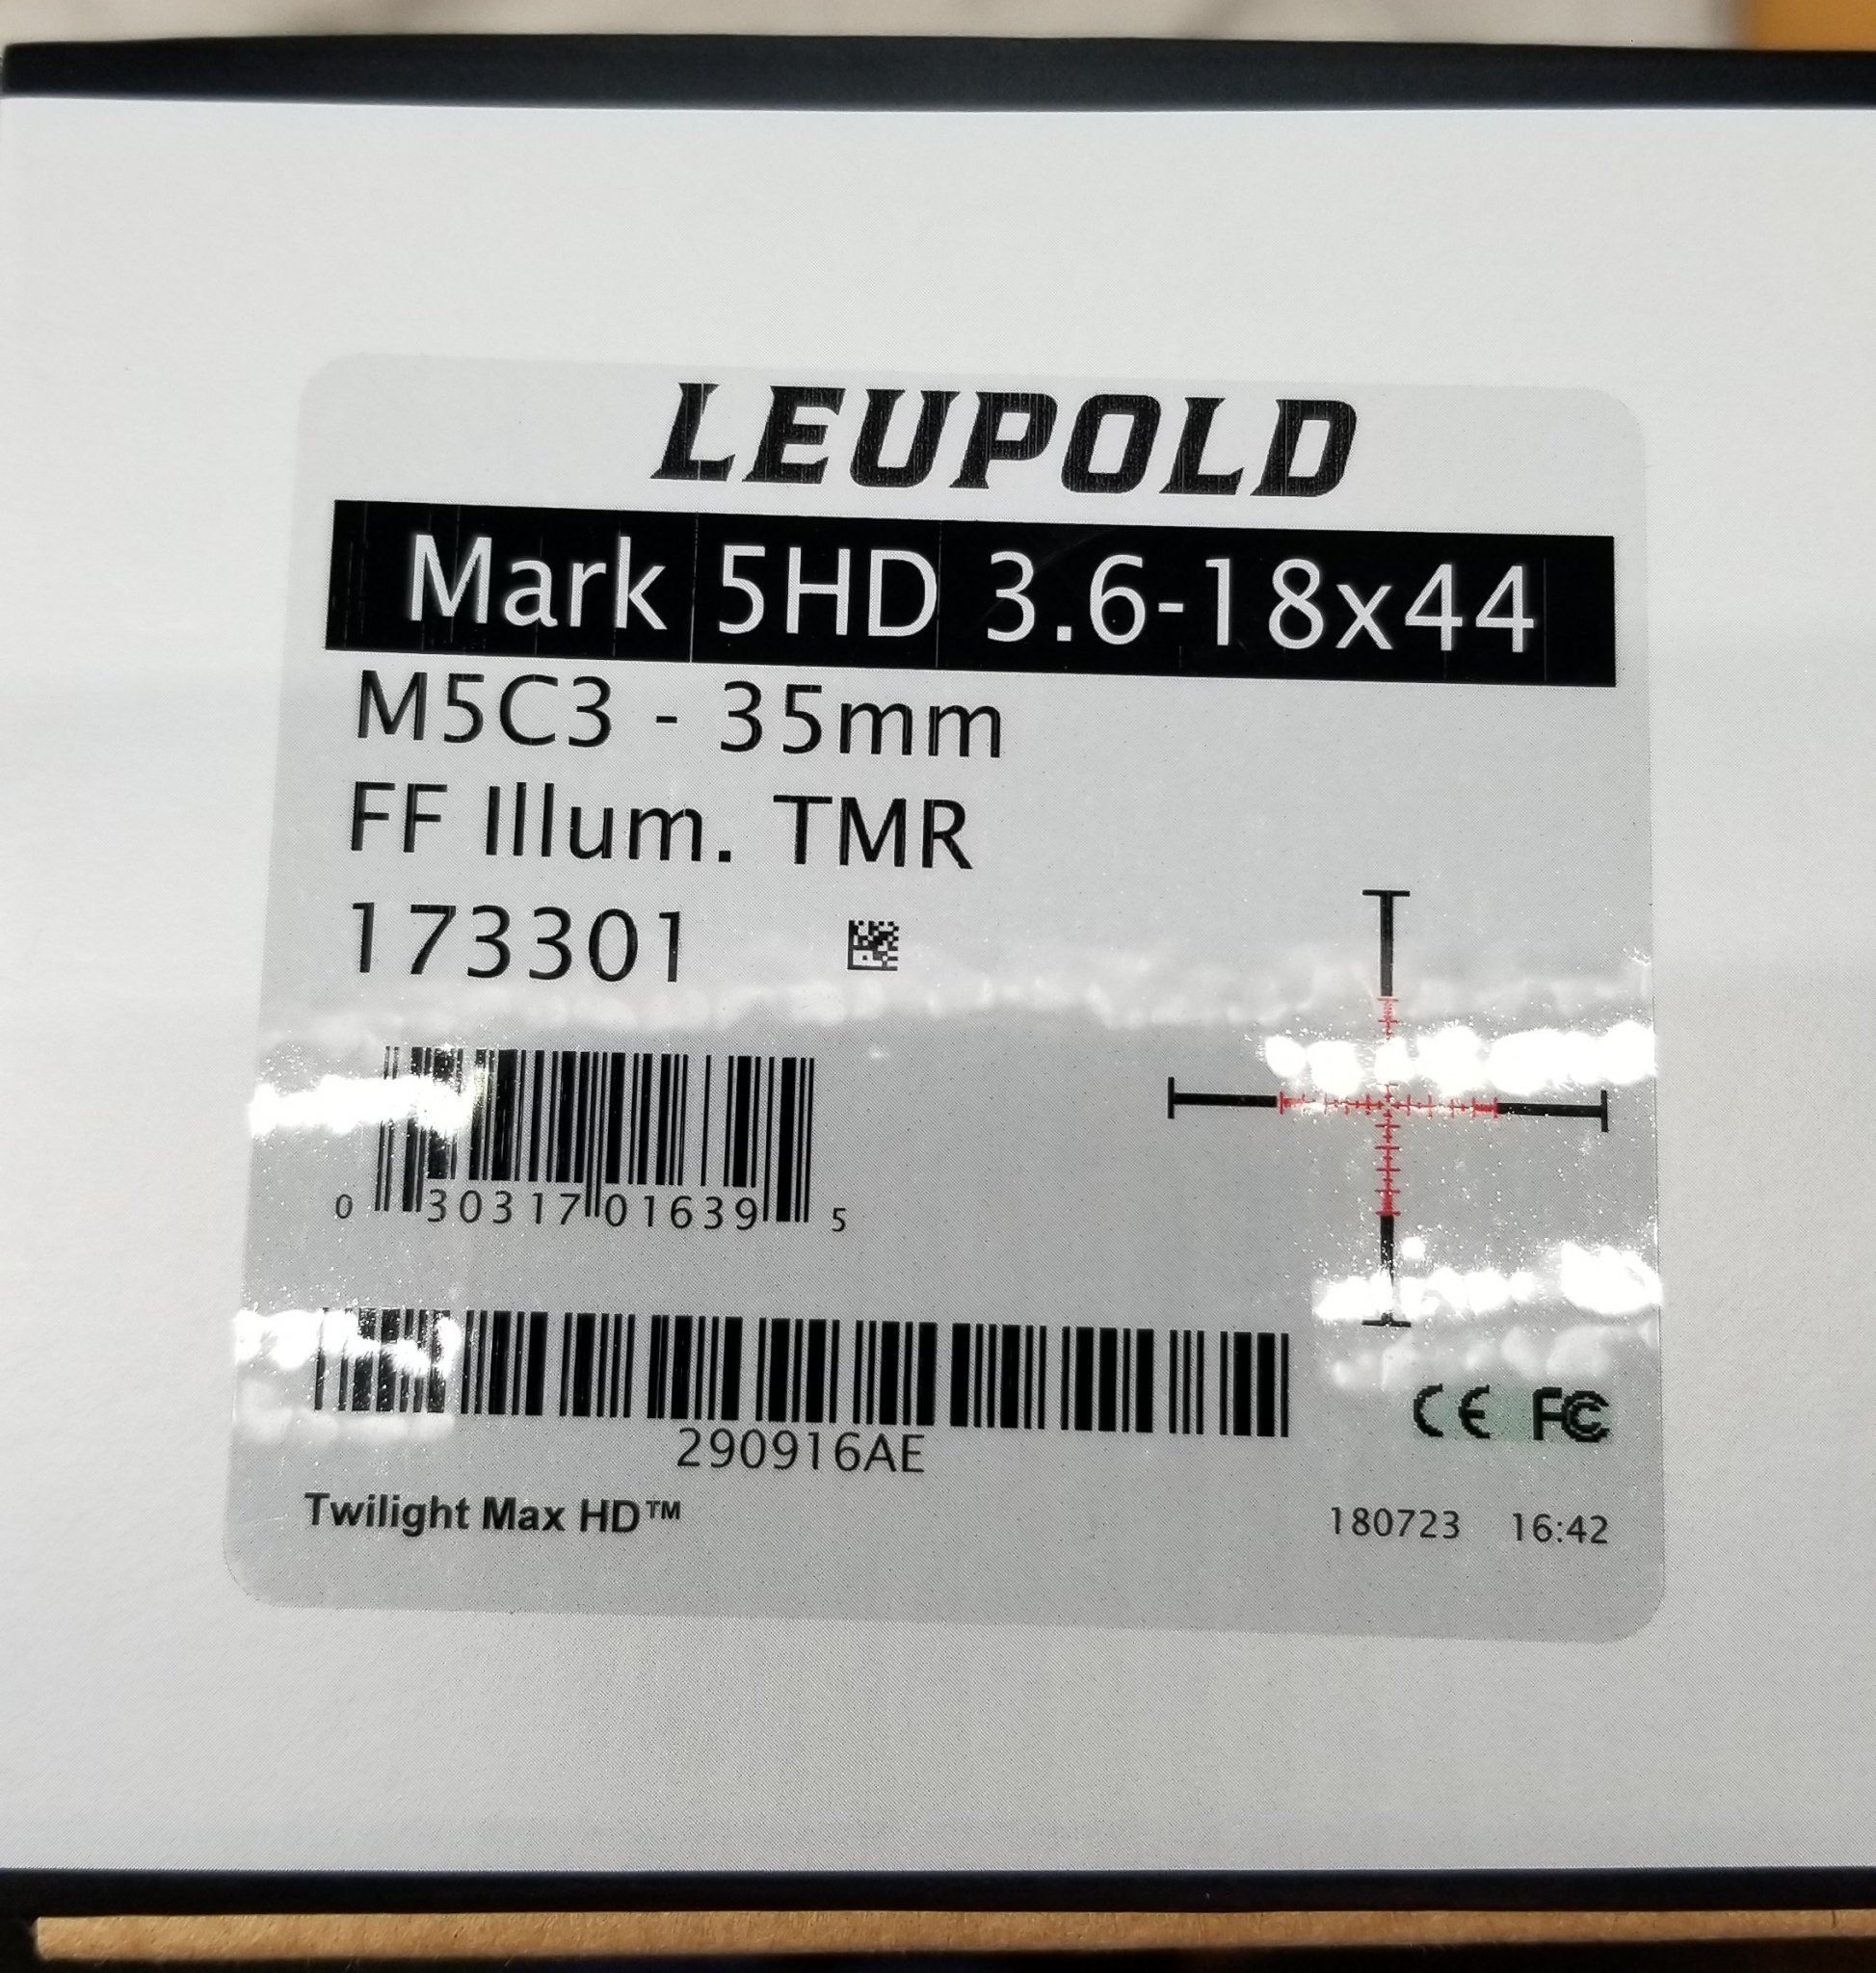 LEUPOLD
Mark 5HD 3.6-18x44
M5C3 - 35mm
FF Illum. TMR
173301
0 30317 01639 5
290916AE
CE FC
Twilight Max HD™
180723 16:42